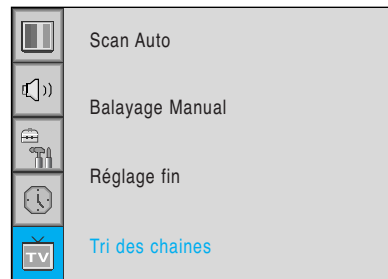 Scan Auto
Balayage Manual
Réglage fin
Tri des chaines
TV